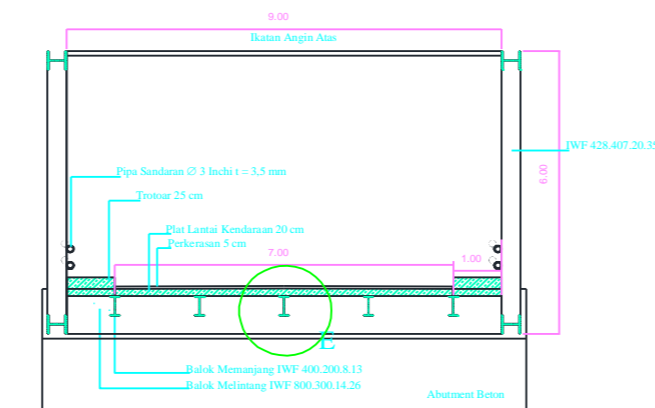 9.00
Ikatan Angin Atas
IWF 428.407.20.35
6.00
Pipa Sandaran ∅ 3 Inchi t = 3,5 mm
Trotoar 25 cm
Plat Lantai Kendaraan 20 cm
Perkerasan 5 cm
7.00
1.00
E
Balok Memanjang IWF 400.200.8.13
Balok Melintang IWF 800.300.14.26
Abutment Beton